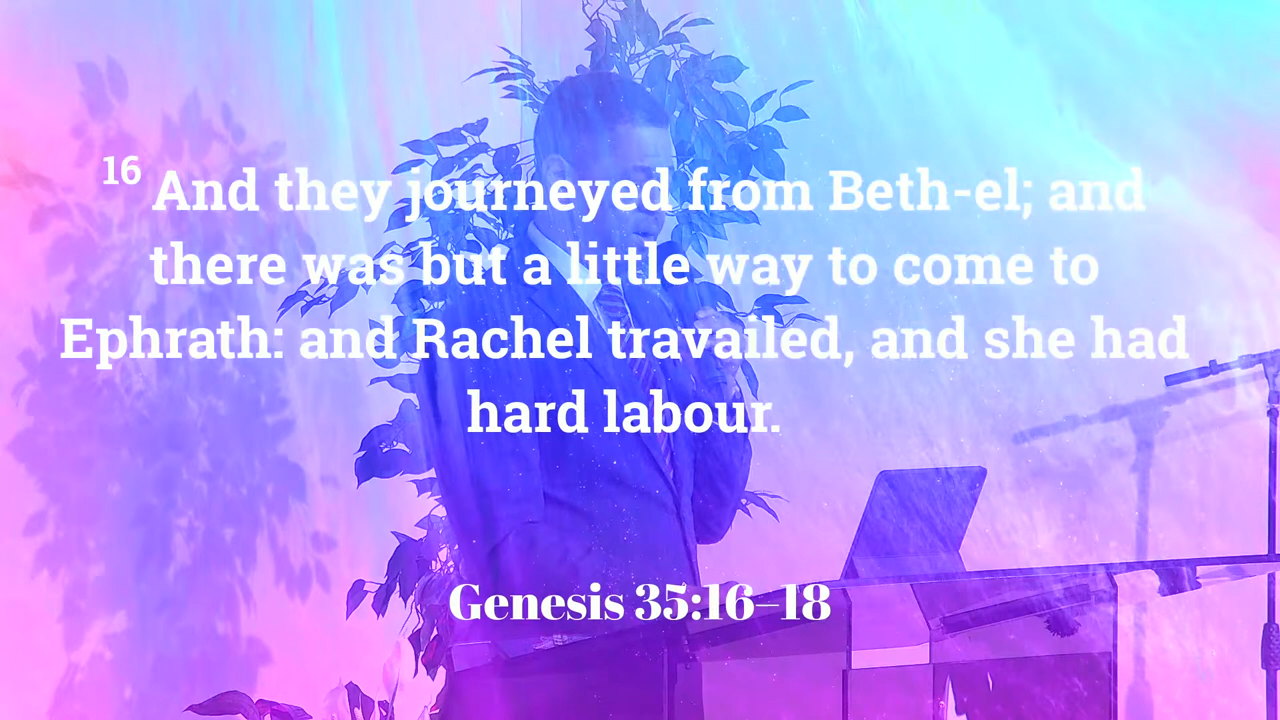 16 And they journeyed from Beth-el; and
there was but a little way to come to
Ephrath: and Rachel travailed, and she had
hard labour.
Genesis 35:16–18